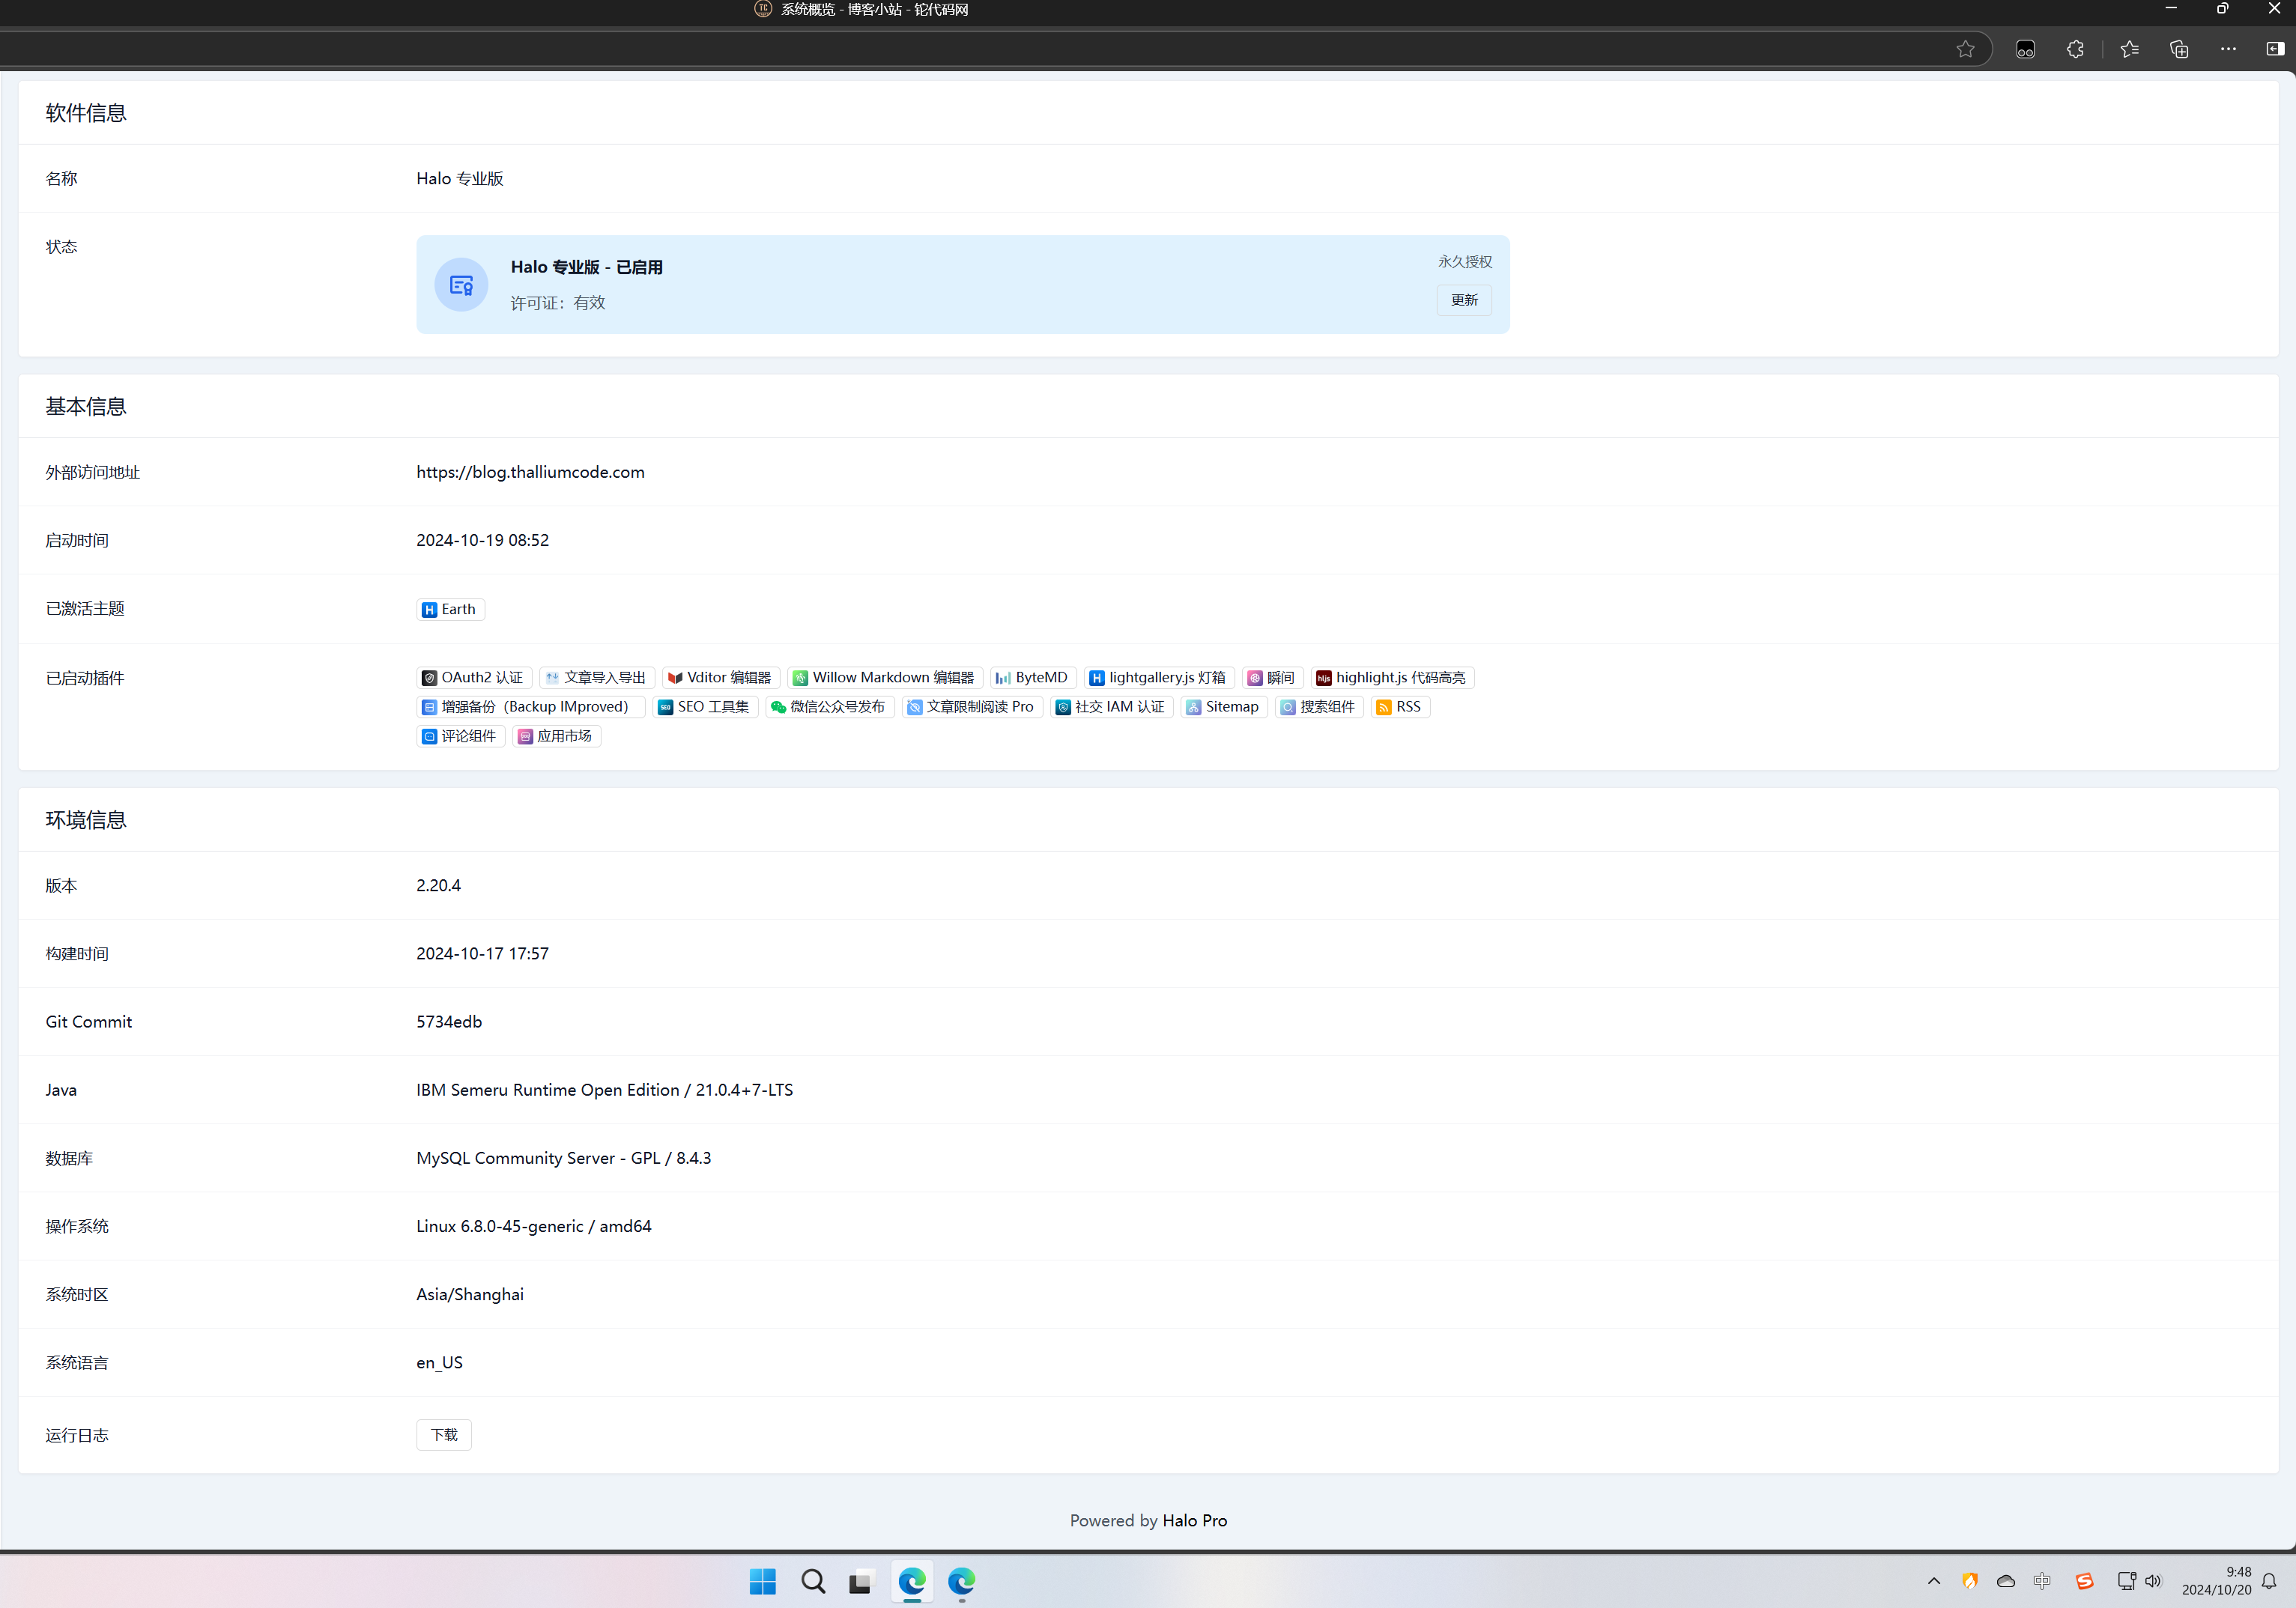 系统概览 - 博客小站 - 铊代码网
软件信息
名称 Halo 专业版
状态
Halo 专业版 - 已启用 永久授权
许可证：有效 更新
基本信息
外部访问地址 https://blog.thalliumcode.com
启动时间 2024-10-19 08:52
已激活主题 Earth
已启动插件 OAuth2 认证 文章导入导出 Vditor 编辑器 Willow Markdown 编辑器 ByteMD lightgallery.js 灯箱 瞬间 highlight.js 代码高亮
增强备份（Backup IMproved） SEO 工具集 微信公众号发布 文章限制阅读 Pro 社交 IAM 认证 Sitemap 搜索组件 RSS
评论组件 应用市场
环境信息
版本 2.20.4
构建时间 2024-10-17 17:57
Git Commit 5734edb
Java IBM Semeru Runtime Open Edition / 21.0.4+7-LTS
数据库 MySQL Community Server - GPL / 8.4.3
操作系统 Linux 6.8.0-45-generic / amd64
系统时区 Asia/Shanghai
系统语言 en_US
运行日志 下载
Powered by Halo Pro
中 9:48
2024/10/20